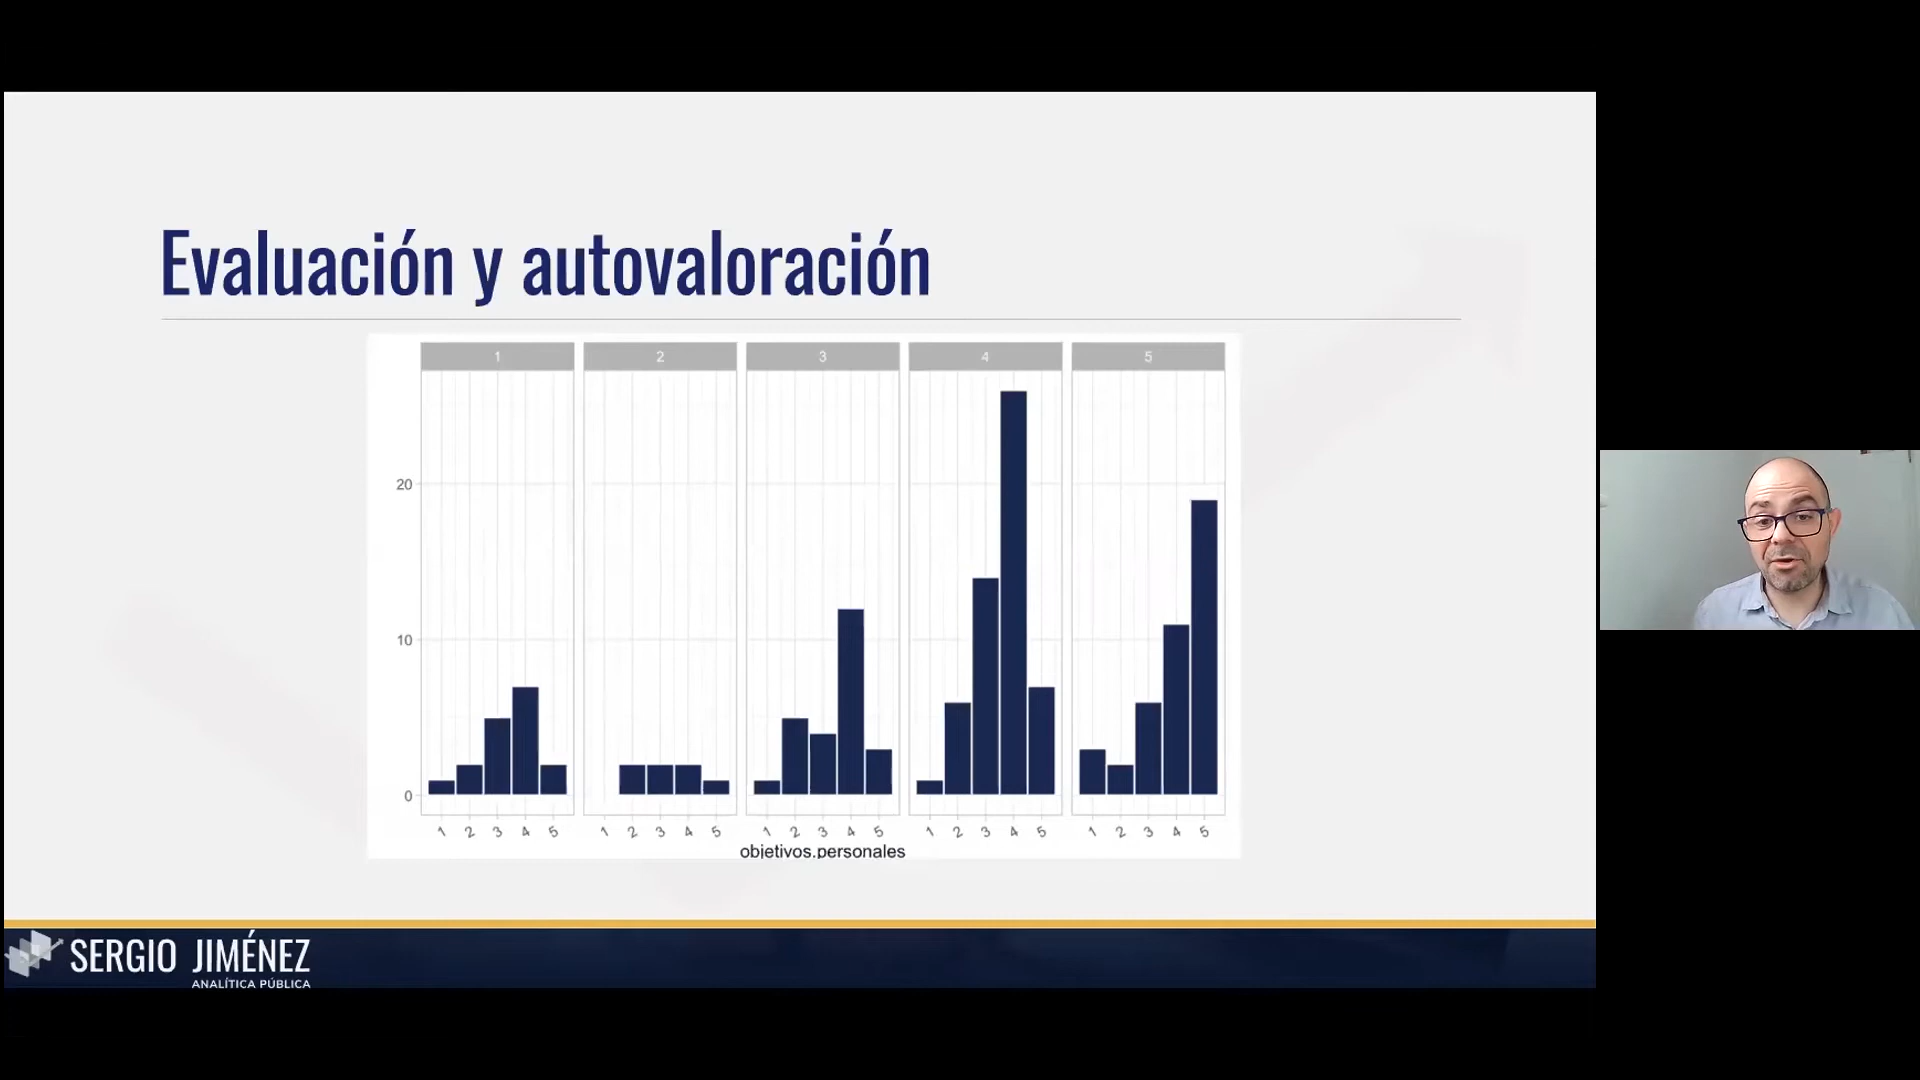 Evaluación y autovaloración
1 2 3 4 5
20
10
0
1 2 3 4 5 1 2 3 4 5 1 2 3 4 5 1 2 3 4 5 1 2 3 4 5
objetivos.personales
SERGIO JIMÉNEZ
ANALÍTICA PÚBLICA